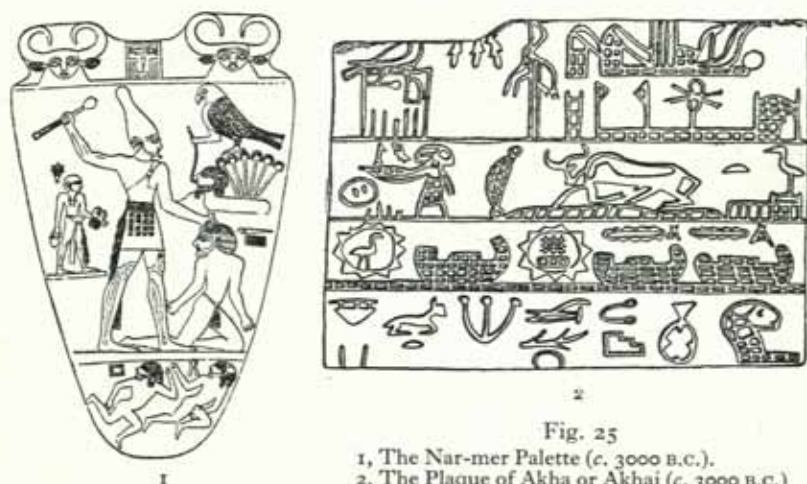 1
2
Fig. 25
1, The Nar-mer Palette (c. 3000 B.C.).
2, The Plaque of Akha or Akhai (c. 3000 B.C.)